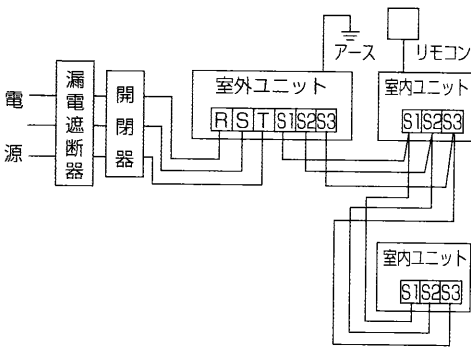 アース
リモコン
電源
漏電遮断器
開閉器
室外ユニット
R S T S1 S2 S3
室内ユニット
S1 S2 S3
室内ユニット
S1 S2 S3